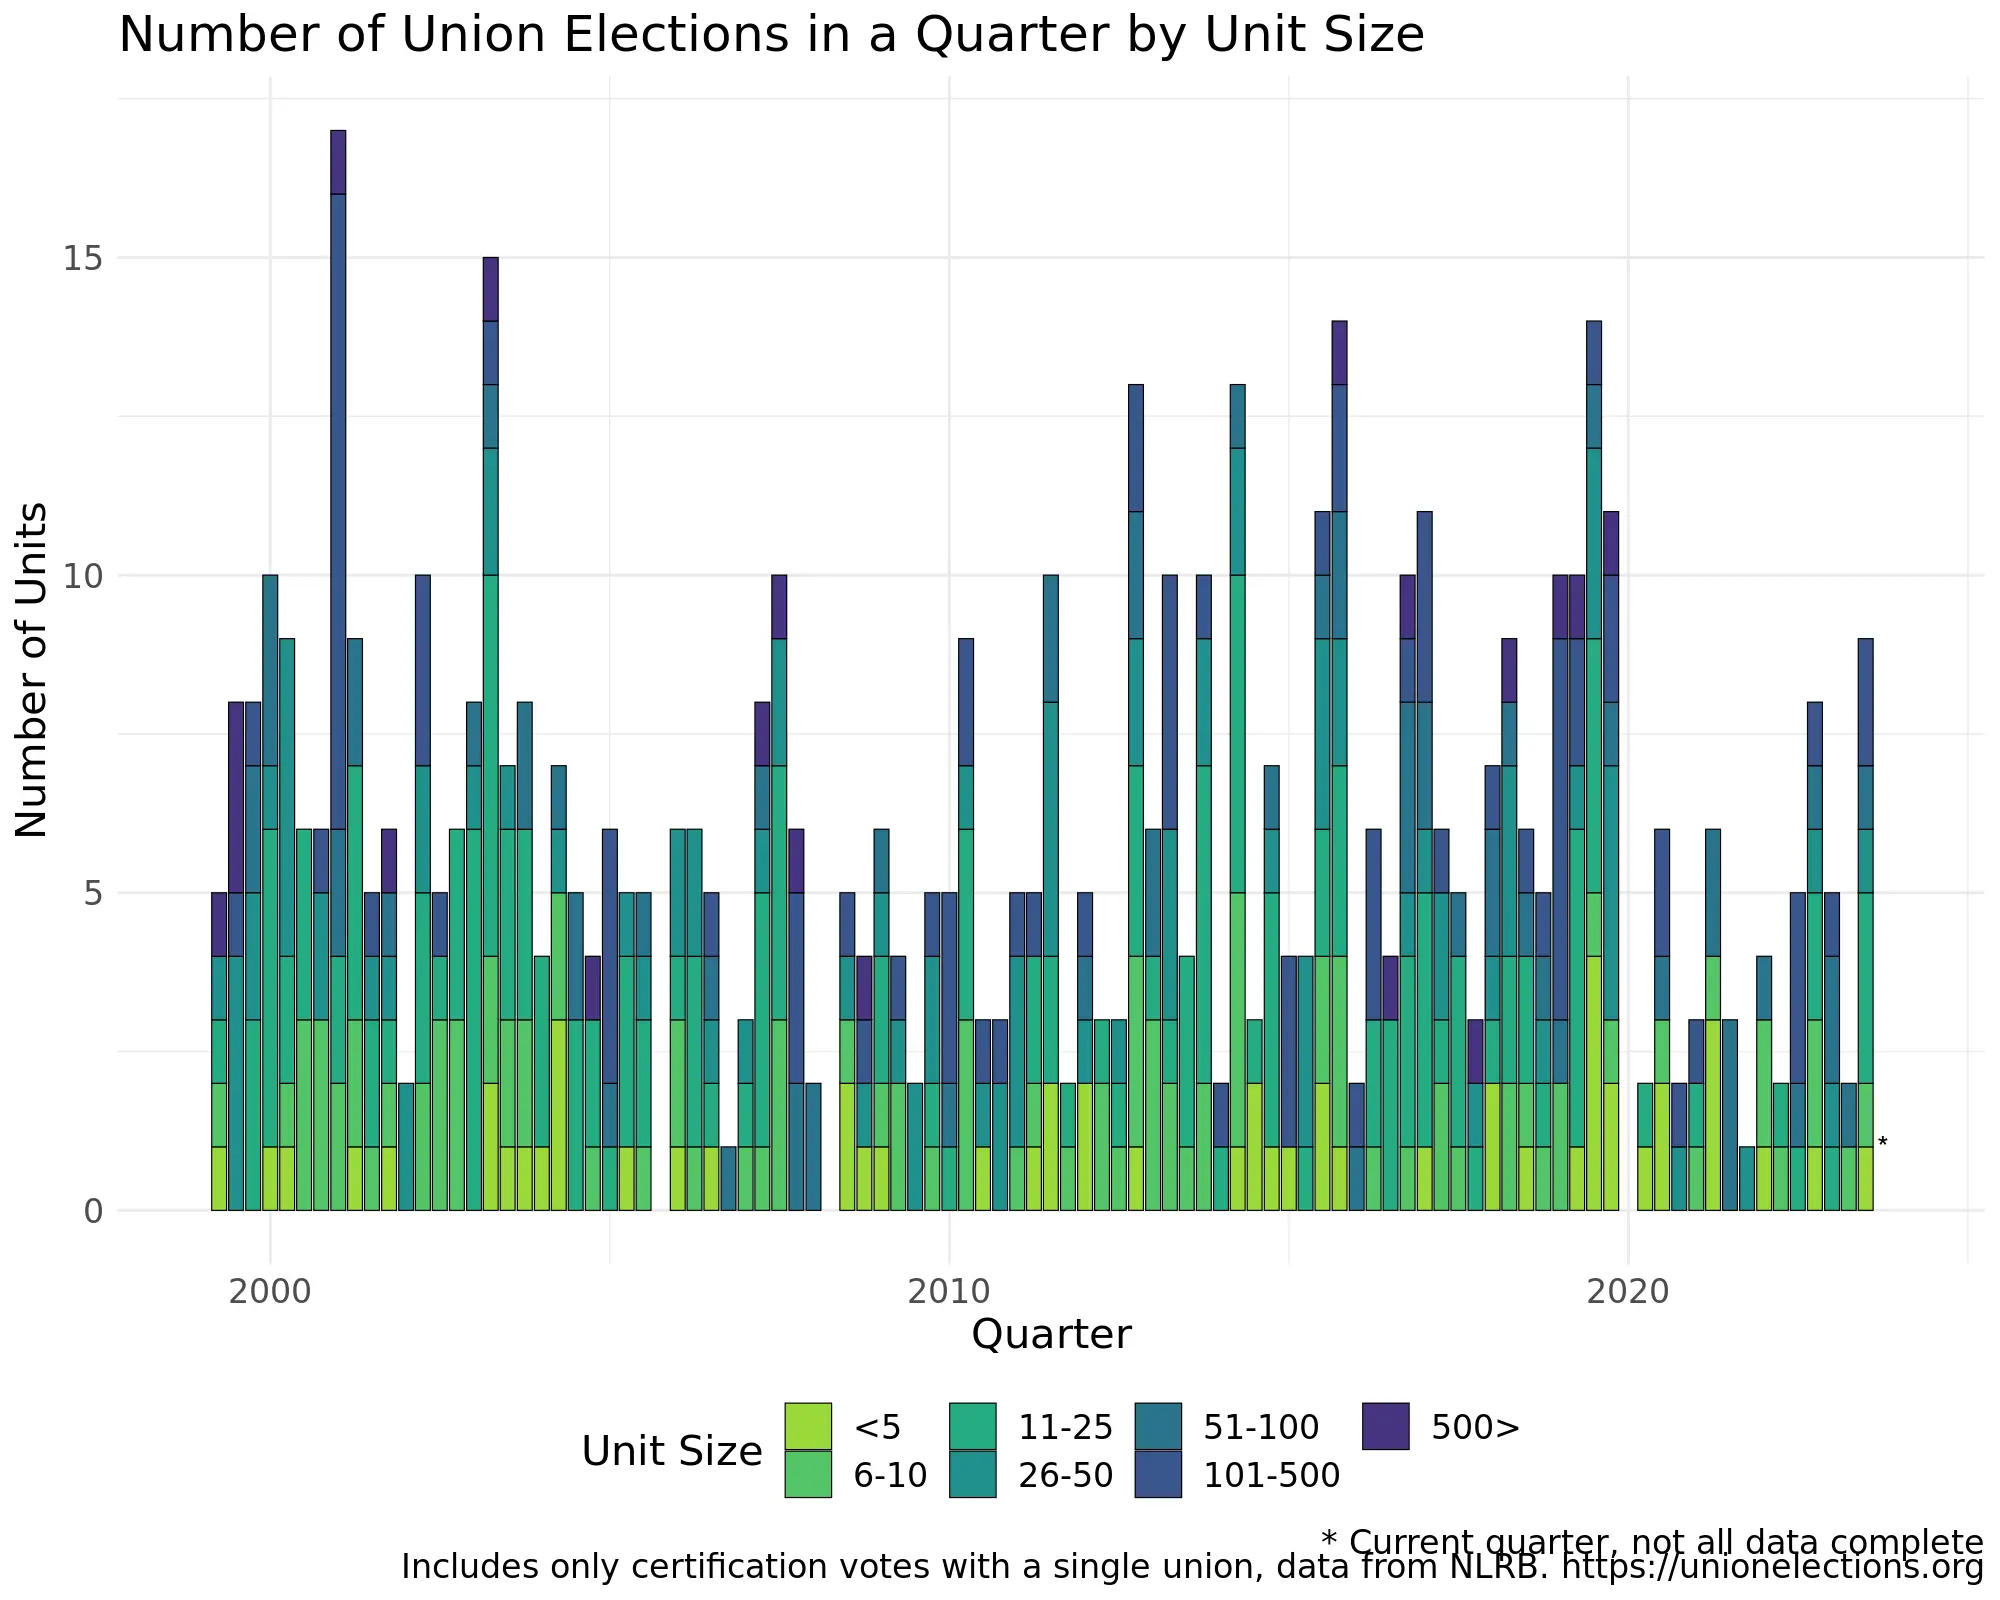 Number of Union Elections in a Quarter by Unit Size
Number of Units
15
10
5
0
*
2000 2010 2020
Quarter
Unit Size
<5 11-25 51-100 500>
6-10 26-50 101-500
* Current quarter, not all data complete
Includes only certification votes with a single union, data from NLRB. https://unionelections.org